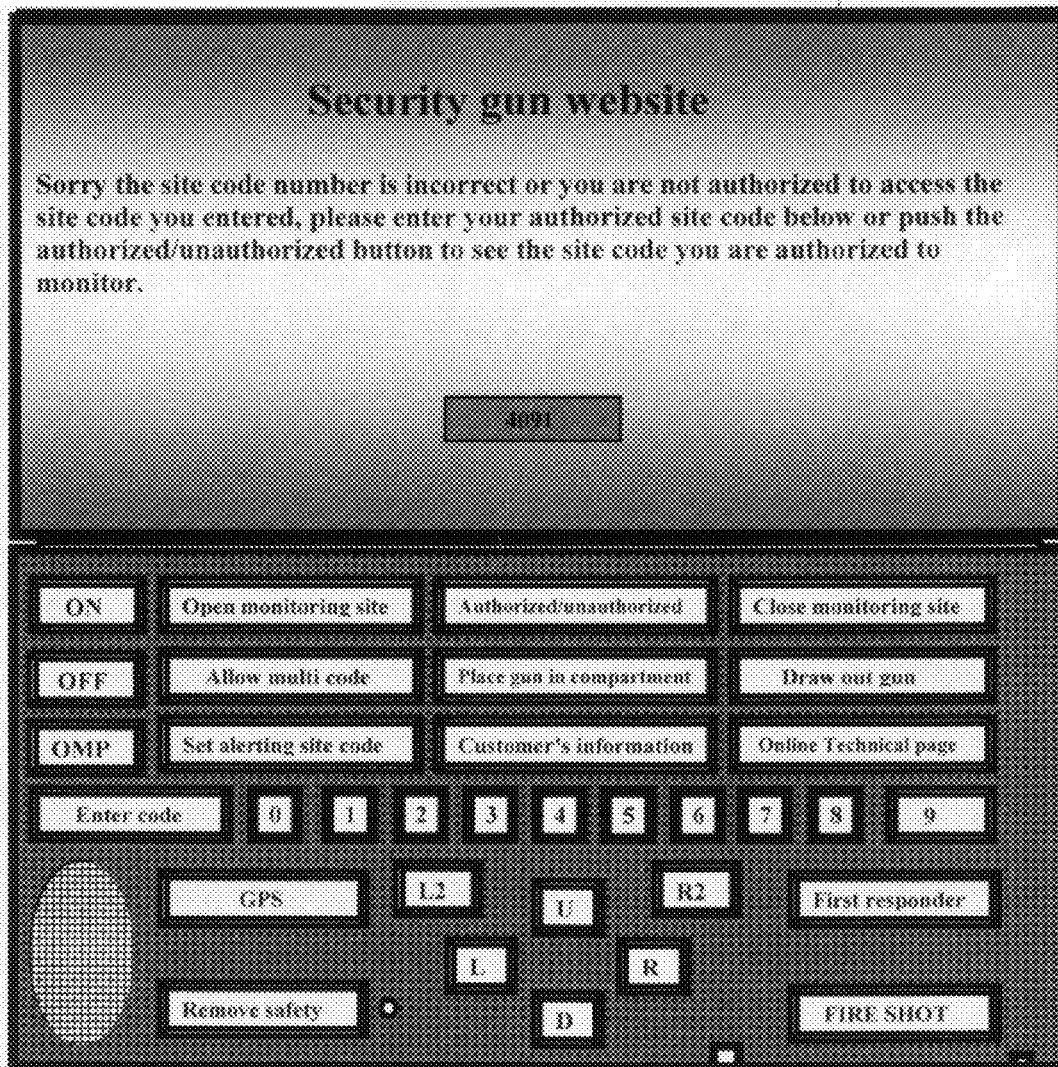 Security gun website
Sorry the site code number is incorrect or you are not authorized to access the
site code you entered, please enter your authorized site code below or push the
authorized/unauthorized button to see the site code you are authorized to
monitor.
4091
ON Open monitoring site Authorized/unauthorized Close monitoring site
OFF Allow multi code Place gun in compartment Draw out gun
OMP Set alerting site code Customer's information Online Technical page
Enter code 0 1 2 3 4 5 6 7 8 9
GPS L2 U R2 First responder
L R
Remove safety D FIRE SHOT